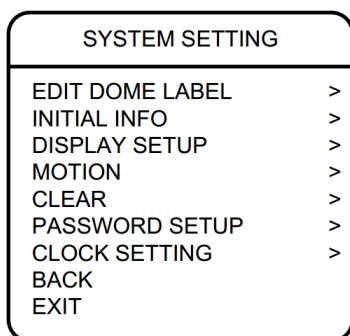 SYSTEM SETTING
EDIT DOME LABEL >
INITIAL INFO >
DISPLAY SETUP >
MOTION >
CLEAR >
PASSWORD SETUP >
CLOCK SETTING >
BACK
EXIT